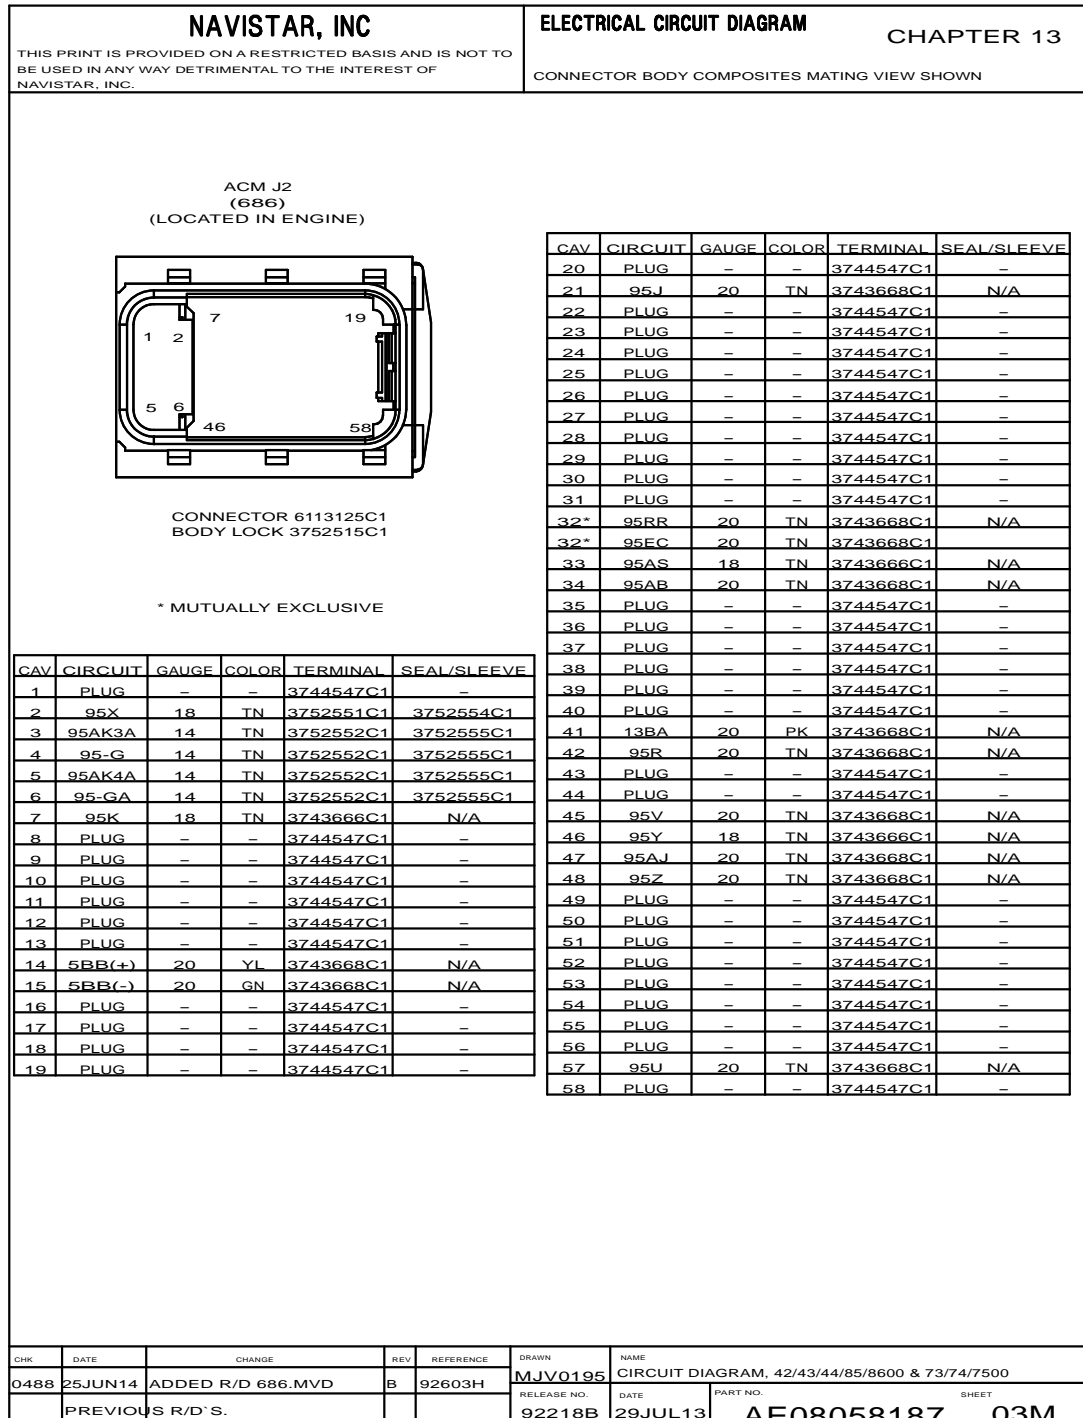 NAVISTAR, INC
THIS PRINT IS PROVIDED ON A RESTRICTED BASIS AND IS NOT TO
BE USED IN ANY WAY DETRIMENTAL TO THE INTEREST OF
NAVISTAR, INC.
ELECTRICAL CIRCUIT DIAGRAM
CHAPTER 13
CONNECTOR BODY COMPOSITES MATING VIEW SHOWN
ACM J2
(686)
(LOCATED IN ENGINE)
7 19
1 2
5 6
46 58
CONNECTOR 6113125C1
BODY LOCK 3752515C1
* MUTUALLY EXCLUSIVE
CAV CIRCUIT GAUGE COLOR TERMINAL SEAL/SLEEVE
1 PLUG – – 3744547C1 –
2 95X 18 TN 3752551C1 3752554C1
3 95AK3A 14 TN 3752552C1 3752555C1
4 95-G 14 TN 3752552C1 3752555C1
5 95AK4A 14 TN 3752552C1 3752555C1
6 95-GA 14 TN 3752552C1 3752555C1
7 95K 18 TN 3743666C1 N/A
8 PLUG – – 3744547C1 –
9 PLUG – – 3744547C1 –
10 PLUG – – 3744547C1 –
11 PLUG – – 3744547C1 –
12 PLUG – – 3744547C1 –
13 PLUG – – 3744547C1 –
14 5BB(+) 20 YL 3743668C1 N/A
15 5BB(-) 20 GN 3743668C1 N/A
16 PLUG – – 3744547C1 –
17 PLUG – – 3744547C1 –
18 PLUG – – 3744547C1 –
19 PLUG – – 3744547C1 –
CAV CIRCUIT GAUGE COLOR TERMINAL SEAL/SLEEVE
20 PLUG – – 3744547C1 –
21 95J 20 TN 3743668C1 N/A
22 PLUG – – 3744547C1 –
23 PLUG – – 3744547C1 –
24 PLUG – – 3744547C1 –
25 PLUG – – 3744547C1 –
26 PLUG – – 3744547C1 –
27 PLUG – – 3744547C1 –
28 PLUG – – 3744547C1 –
29 PLUG – – 3744547C1 –
30 PLUG – – 3744547C1 –
31 PLUG – – 3744547C1 –
32* 95RR 20 TN 3743668C1 N/A
32* 95EC 20 TN 3743668C1
33 95AS 18 TN 3743666C1 N/A
34 95AB 20 TN 3743668C1 N/A
35 PLUG – – 3744547C1 –
36 PLUG – – 3744547C1 –
37 PLUG – – 3744547C1 –
38 PLUG – – 3744547C1 –
39 PLUG – – 3744547C1 –
40 PLUG – – 3744547C1 –
41 13BA 20 PK 3743668C1 N/A
42 95R 20 TN 3743668C1 N/A
43 PLUG – – 3744547C1 –
44 PLUG – – 3744547C1 –
45 95V 20 TN 3743668C1 N/A
46 95Y 18 TN 3743666C1 N/A
47 95AJ 20 TN 3743668C1 N/A
48 95Z 20 TN 3743668C1 N/A
49 PLUG – – 3744547C1 –
50 PLUG – – 3744547C1 –
51 PLUG – – 3744547C1 –
52 PLUG – – 3744547C1 –
53 PLUG – – 3744547C1 –
54 PLUG – – 3744547C1 –
55 PLUG – – 3744547C1 –
56 PLUG – – 3744547C1 –
57 95U 20 TN 3743668C1 N/A
58 PLUG – – 3744547C1 –
CHK DATE CHANGE REV REFERENCE
0488 25JUN14 ADDED R/D 686.MVD B 92603H
PREVIOUS R/D`S.
DRAWN NAME
MJV0195 CIRCUIT DIAGRAM, 42/43/44/85/8600 & 73/74/7500
RELEASE NO. DATE PART NO. SHEET
92218B 29JUL13 AE08058187 03M